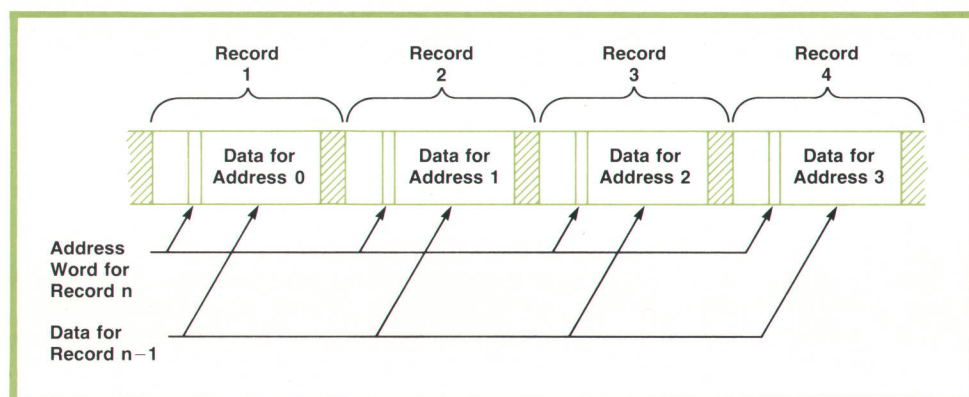 Record
1
Record
2
Record
3
Record
4
Data for
Address 0
Data for
Address 1
Data for
Address 2
Data for
Address 3
Address
Word for
Record n
Data for
Record n−1